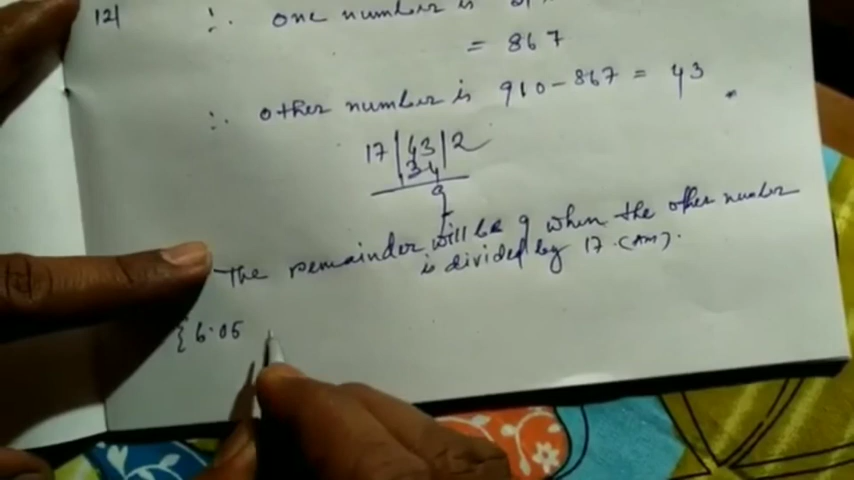 121
∴ one number is
= 867
∴ other number is 910-867 = 43
17|43|2
34
9
The remainder will be 9 when the other number
is divided by 17. (Ans).
{6.05